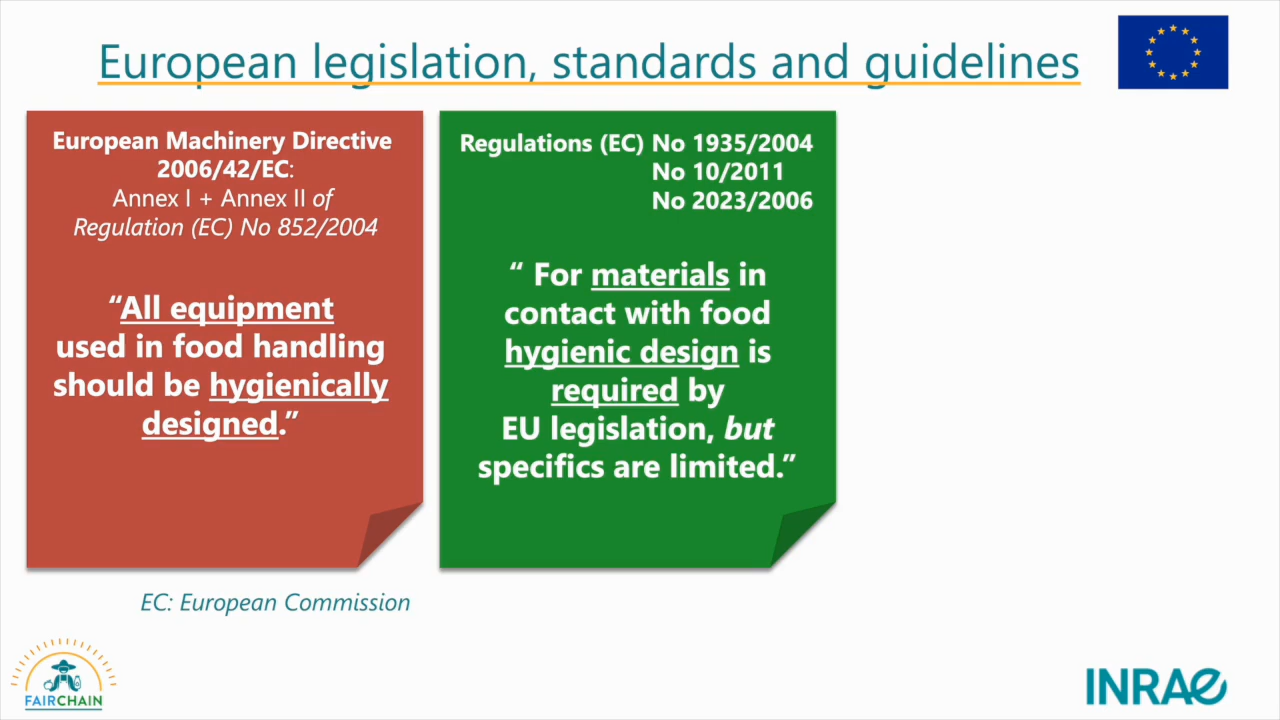 European legislation, standards and guidelines
European Machinery Directive
2006/42/EC:
Annex I + Annex II of
Regulation (EC) No 852/2004
“All equipment
used in food handling
should be hygienically
designed.”
Regulations (EC) No 1935/2004
No 10/2011
No 2023/2006
“ For materials in
contact with food
hygienic design is
required by
EU legislation, but
specifics are limited.”
EC: European Commission
FAIRCHAIN
INRAE